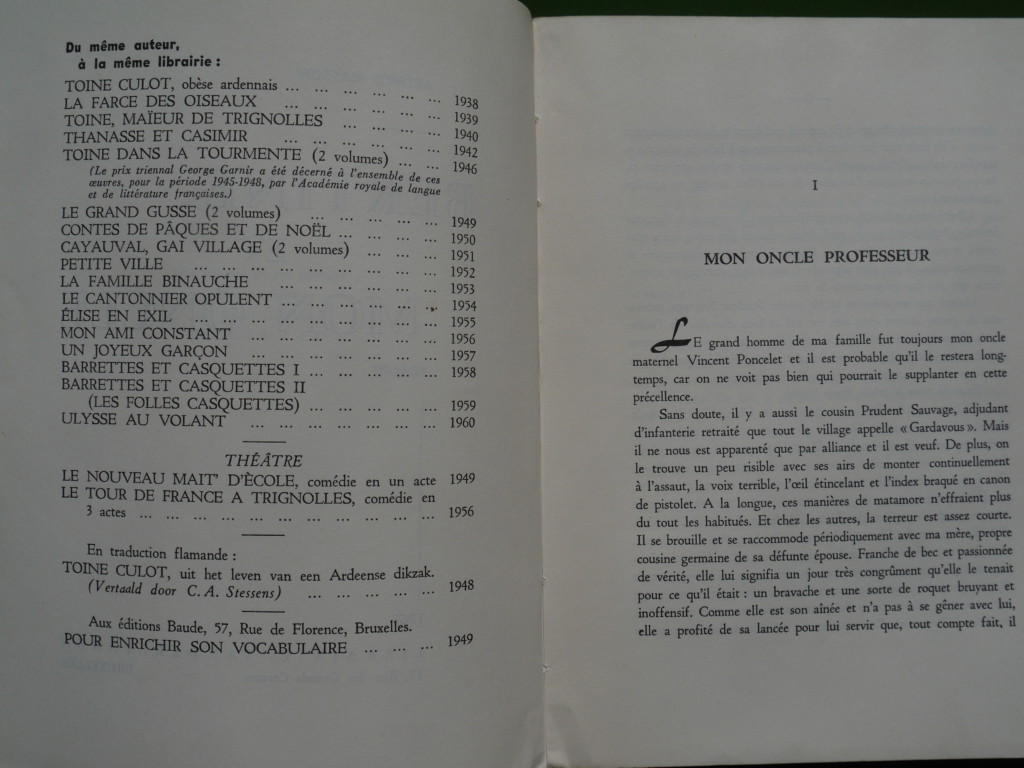 Du même auteur,
à la même librairie :
TOINE CULOT, obèse ardennais ... ... ... ... ... ... 1938
LA FARCE DES OISEAUX ... ... ... ... ... ... 1939
TOINE, MAÏEUR DE TRIGNOLLES ... ... ... ... 1940
THANASSE ET CASIMIR ... ... ... ... ... ... 1942
TOINE DANS LA TOURMENTE (2 volumes) ... ... 1946
(Le prix triennal George Garnir a été décerné à l'ensemble de ces
œuvres, pour la période 1945-1948, par l'Académie royale de langue
et de littérature françaises.)
LE GRAND GUSSE (2 volumes) ... ... ... ... ... 1949
CONTES DE PÂQUES ET DE NOËL ... ... ... ... 1950
CAYAUVAL, GAI VILLAGE (2 volumes) ... ... ... 1951
PETITE VILLE ... ... ... ... ... ... ... ... ... 1952
LA FAMILLE BINAUCHE ... ... ... ... ... ... ... 1953
LE CANTONNIER OPULENT ... ... ... ... ... ... 1954
ÉLISE EN EXIL ... ... ... ... ... ... ... ... ... 1955
MON AMI CONSTANT ... ... ... ... ... ... ... 1956
UN JOYEUX GARÇON ... ... ... ... ... ... ... 1957
BARRETTES ET CASQUETTES I ... ... ... ... ... 1958
BARRETTES ET CASQUETTES II
(LES FOLLES CASQUETTES) ... ... ... ... ... 1959
ULYSSE AU VOLANT ... ... ... ... ... ... ... 1960
THÉÂTRE
LE NOUVEAU MAIT' D'ÈCOLE, comédie en un acte 1949
LE TOUR DE FRANCE A TRIGNOLLES, comédie en
3 actes ... ... ... ... ... ... ... ... ... ... ... 1956
En traduction flamande :
TOINE CULOT, uit het leven van een Ardeense dikzak.
(Vertaald door C. A. Stessens) ... ... ... ... ... 1948
Aux éditions Baude, 57, Rue de Florence, Bruxelles.
POUR ENRICHIR SON VOCABULAIRE ... ... ... 1949
I
MON ONCLE PROFESSEUR
LE grand homme de ma famille fut toujours mon oncle
maternel Vincent Poncelet et il est probable qu'il le restera long-
temps, car on ne voit pas bien qui pourrait le supplanter en cette
précellence.
Sans doute, il y a aussi le cousin Prudent Sauvage, adjudant
d'infanterie retraité que tout le village appelle « Gardavous ». Mais
il ne nous est apparenté que par alliance et il est veuf. De plus, on
le trouve un peu risible avec ses airs de monter continuellement
à l'assaut, la voix terrible, l'œil étincelant et l'index braqué en canon
de pistolet. A la longue, ces manières de matamore n'effraient plus
du tout les habitués. Et chez les autres, la terreur est assez courte.
Il se brouille et se raccommode périodiquement avec ma mère, propre
cousine germaine de sa défunte épouse. Franche de bec et passionnée
de vérité, elle lui signifia un jour très congrûment qu'elle le tenait
pour ce qu'il était : un bravache et une sorte de roquet bruyant et
inoffensif. Comme elle est son aînée et n'a pas à se gêner avec lui,
elle a profité de sa lancée pour lui servir que, tout compte fait, il